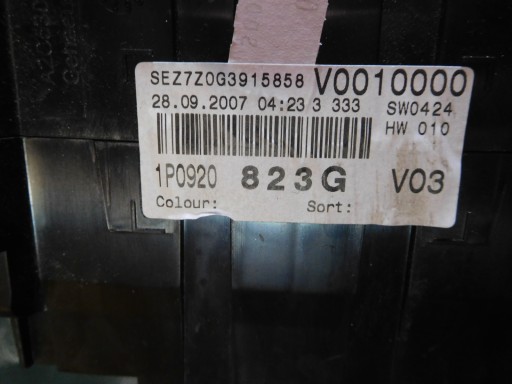 SEZ7Z0G3915858 V0010000
28.09.2007 04:23 3 333 SW0424
HW 010
1P0920 823G V03
Colour: Sort: